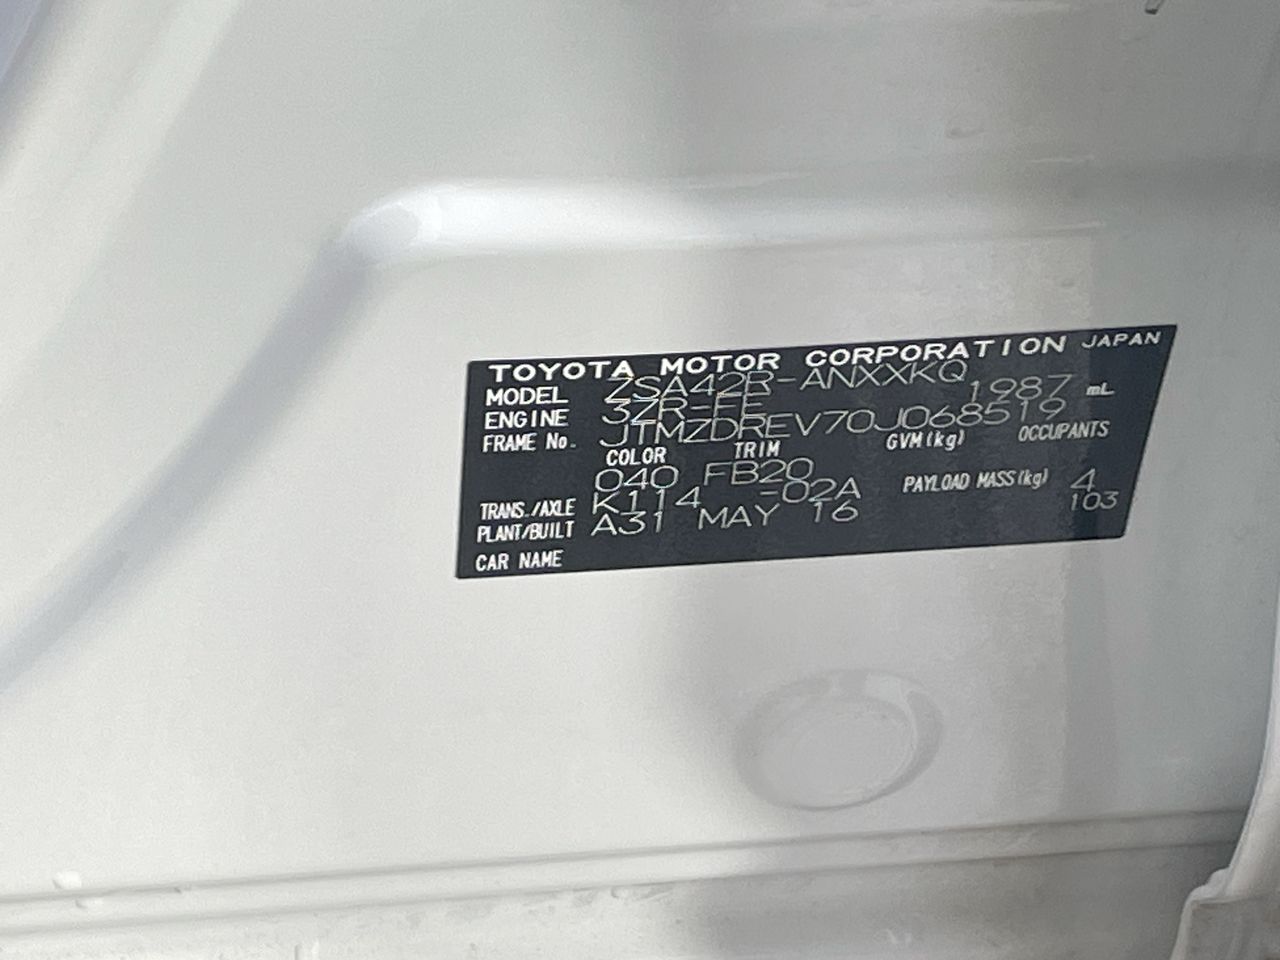 TOYOTA MOTOR CORPORATION JAPAN
MODEL ZSA42R-ANXXKQ
ENGINE 3ZR-FE 1987 mL
FRAME No. JTMZDREV70J068519
COLOR TRIM GVM(kg) OCCUPANTS
040 FB20 4
TRANS./AXLE K114 -02A PAYLOAD MASS(kg) 103
PLANT/BUILT A31 MAY 16
CAR NAME